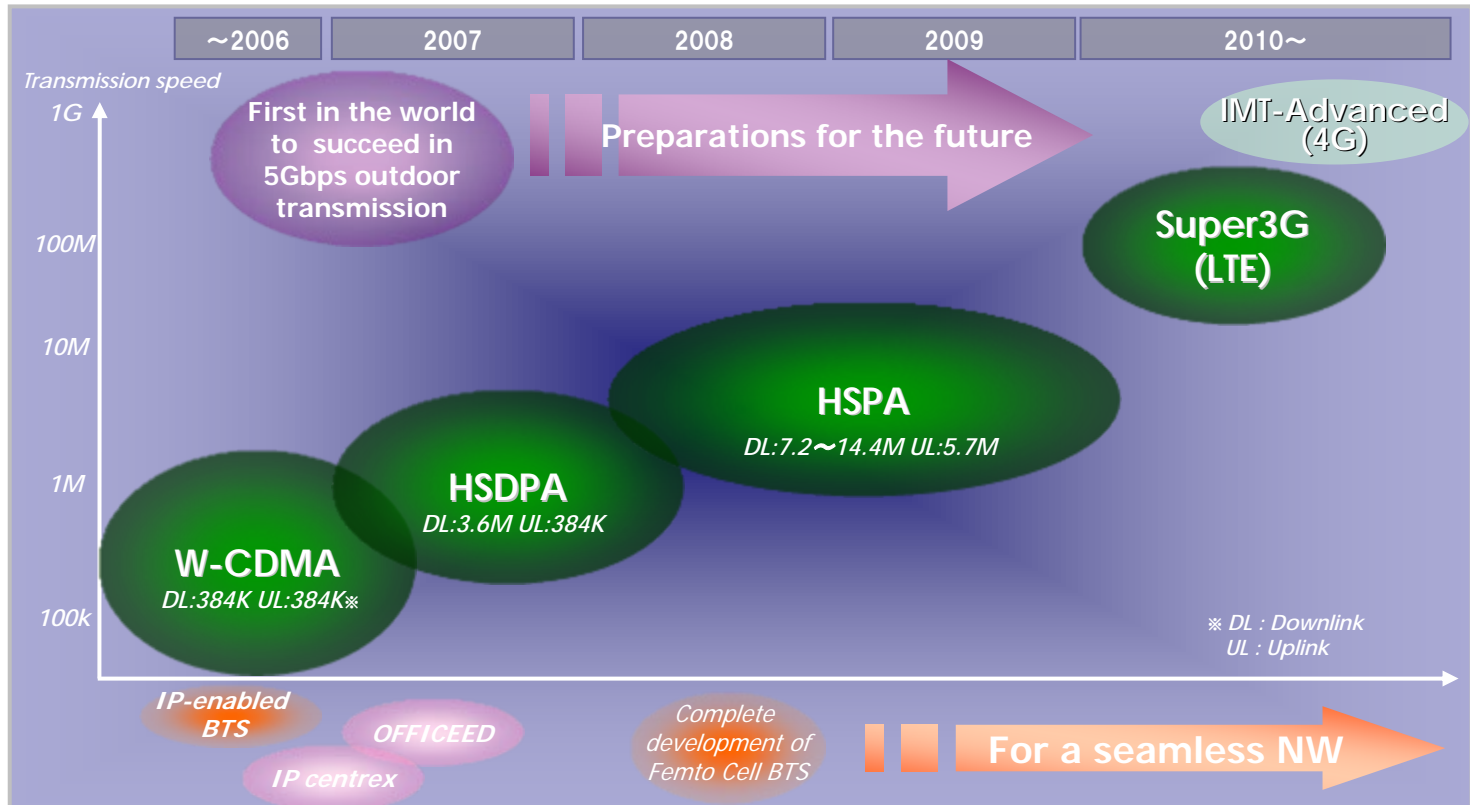 ~2006
2007
2008
2009
2010~
Transmission speed
1G
100M
10M
1M
100k
First in the world
to succeed in
5Gbps outdoor
transmission
Preparations for the future
IMT-Advanced
(4G)
Super3G
(LTE)
HSPA
DL:7.2~14.4M UL:5.7M
HSDPA
DL:3.6M UL:384K
W-CDMA
DL:384K UL:384K※
※ DL : Downlink
UL : Uplink
IP-enabled
BTS
OFFICEED
IP centrex
Complete
development of
Femto Cell BTS
For a seamless NW